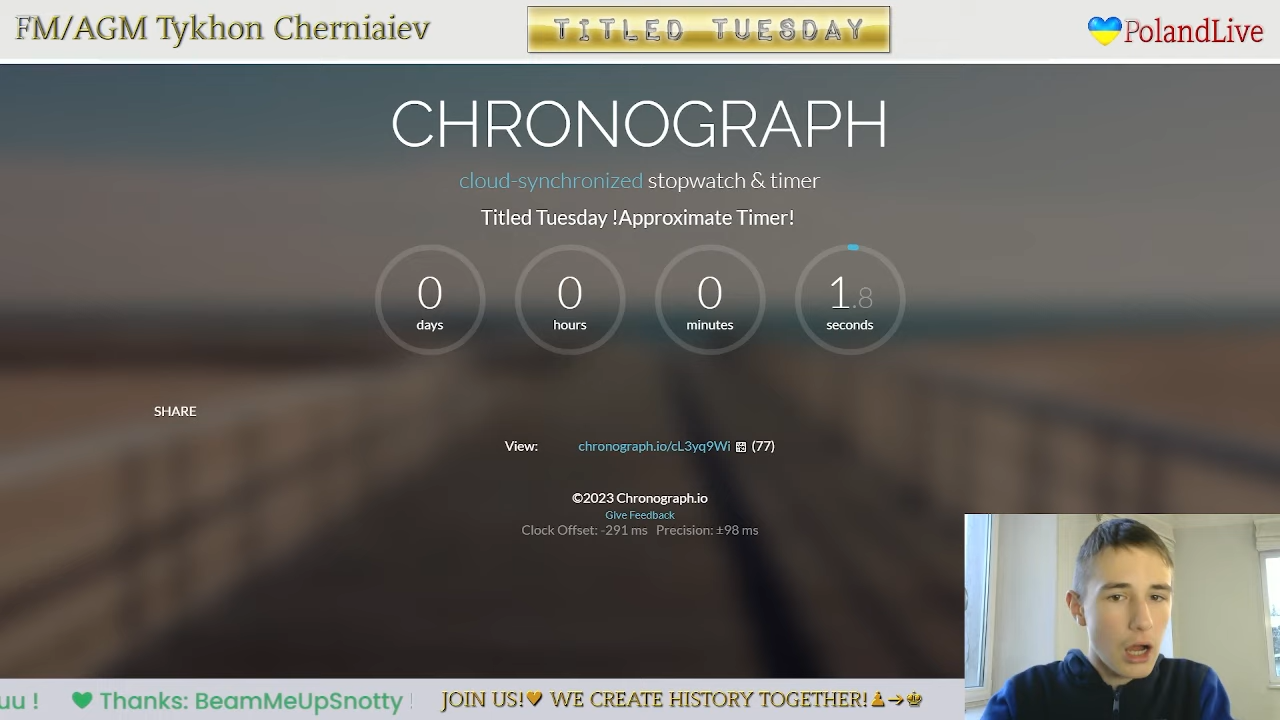 FM/AGM Tykhon Cherniaiev
TITLED TUESDAY
PolandLive
CHRONOGRAPH
cloud-synchronized stopwatch & timer
Titled Tuesday !Approximate Timer!
0 0 0 1.8
days hours minutes seconds
SHARE
View: chronograph.io/cL3yq9Wi (77)
©2023 Chronograph.io
Give Feedback
Clock Offset: -291 ms Precision: ±98 ms
uu ! 💚 Thanks: BeamMeUpSnotty ! JOIN US!🧡 WE CREATE HISTORY TOGETHER!♟→♚